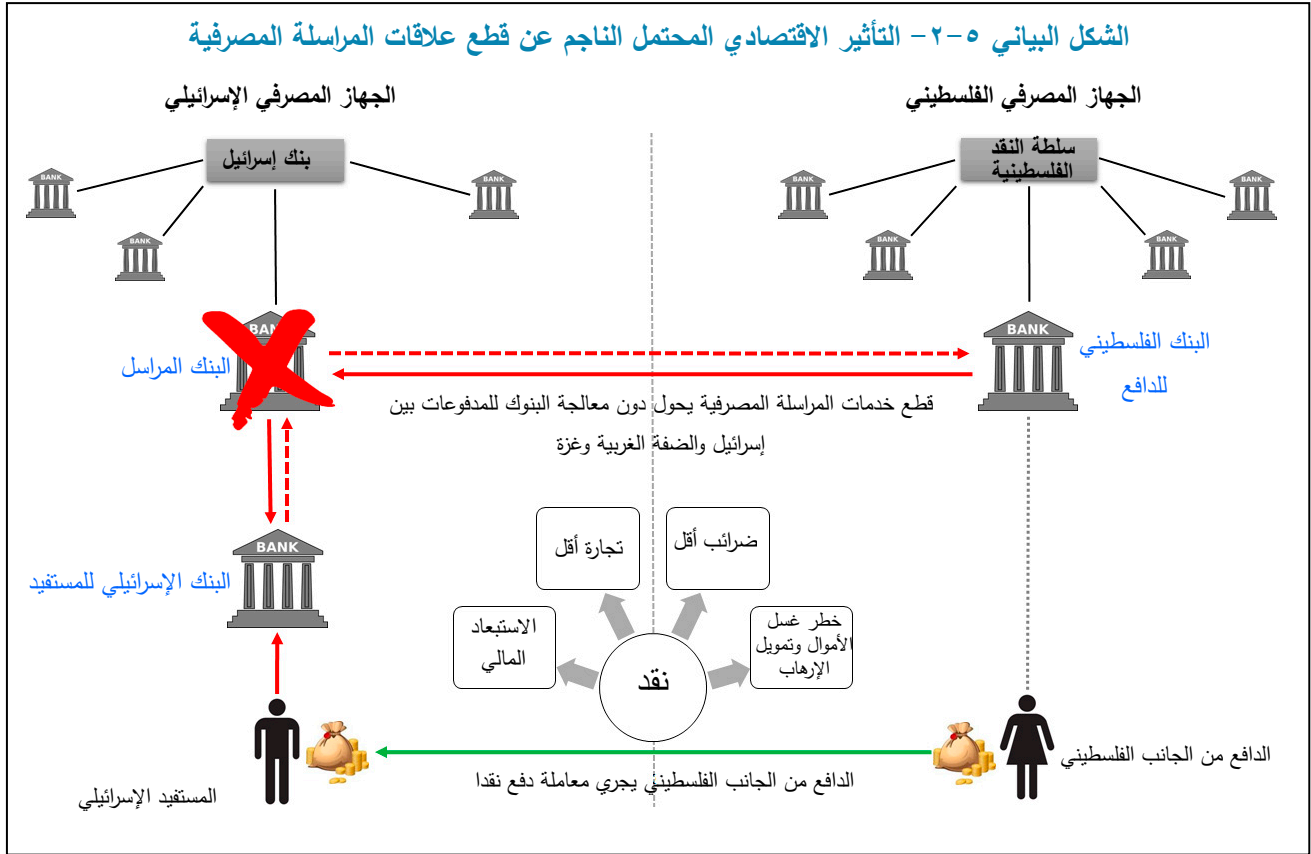 الشكل البياني ٥-٢- التأثير الاقتصادي المحتمل الناجم عن قطع علاقات المراسلة المصرفية
الجهاز المصرفي الفلسطيني
الجهاز المصرفي الإسرائيلي
سلطة النقد
الفلسطينية
بنك إسرائيل
BANK
BANK
BANK
BANK
BANK
BANK
BANK
BANK
البنك الفلسطيني
للدافع
BANK
BANK
البنك المراسل
قطع خدمات المراسلة المصرفية يحول دون معالجة البنوك للمدفوعات بين
إسرائيل والضفة الغربية وغزة
ضرائب أقل
تجارة أقل
BANK
البنك الإسرائيلي للمستفيد
خطر غسل
الأموال وتمويل
الإرهاب
الاستبعاد
المالي
نقد
الدافع من الجانب الفلسطيني
الدافع من الجانب الفلسطيني يجري معاملة دفع نقدا
المستفيد الإسرائيلي